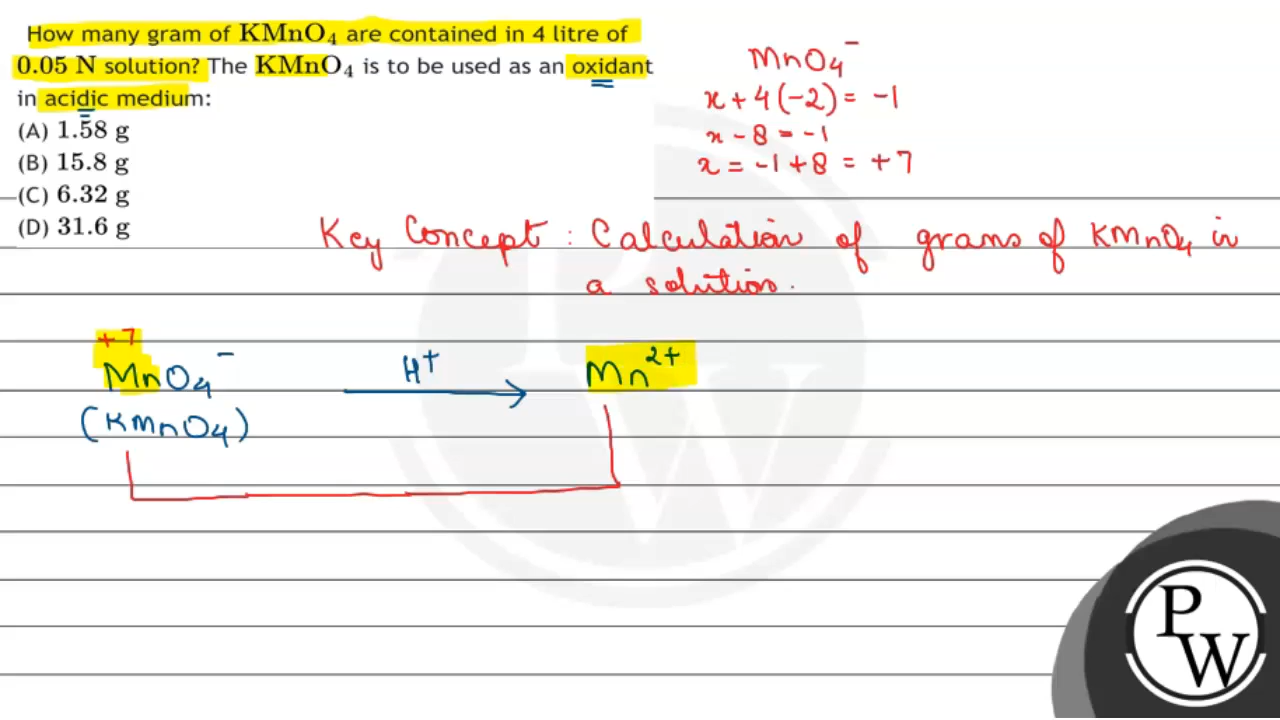 How many gram of KMnO₄ are contained in 4 litre of
0.05 N solution? The KMnO₄ is to be used as an oxidant
in acidic medium:
(A) 1.58 g
(B) 15.8 g
(C) 6.32 g
(D) 31.6 g
MnO₄⁻
x + 4(-2) = -1
x - 8 = -1
x = -1 + 8 = +7
Key Concept : Calculation of grams of KMnO₄ in
a solution.
+7
MnO₄⁻ H⁺ Mn²⁺
(KMnO₄)
P
W
P
W